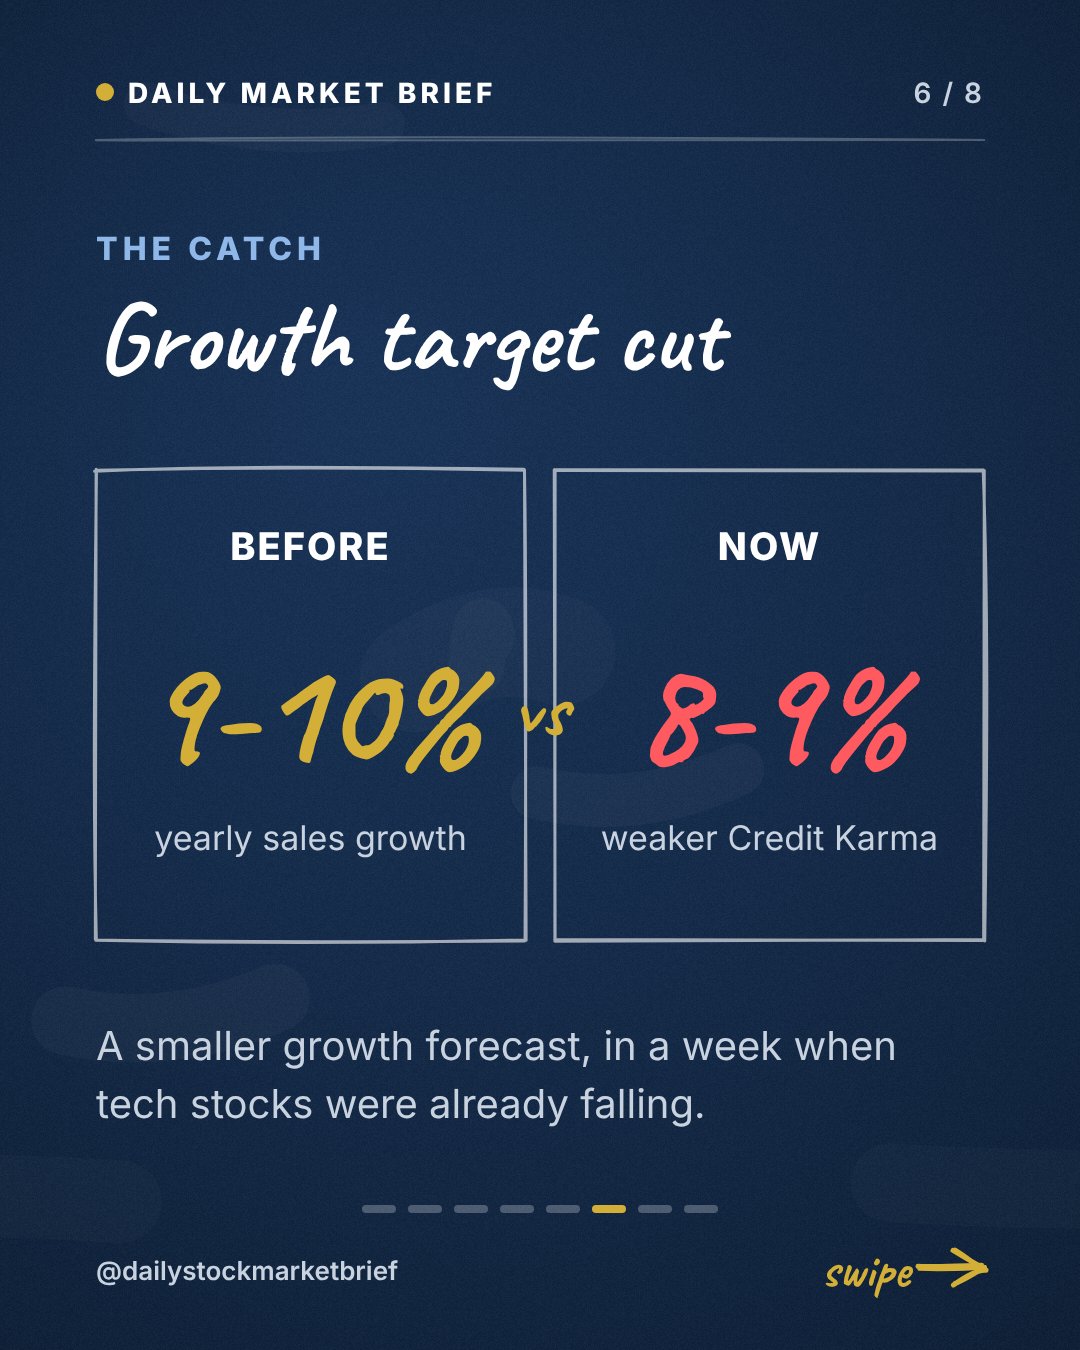 DAILY MARKET BRIEF
6 / 8
THE CATCH
Growth target cut
BEFORE
9-10%
yearly sales growth
vs
NOW
8-9%
weaker Credit Karma
A smaller growth forecast, in a week when
tech stocks were already falling.
@dailystockmarketbrief
swipe